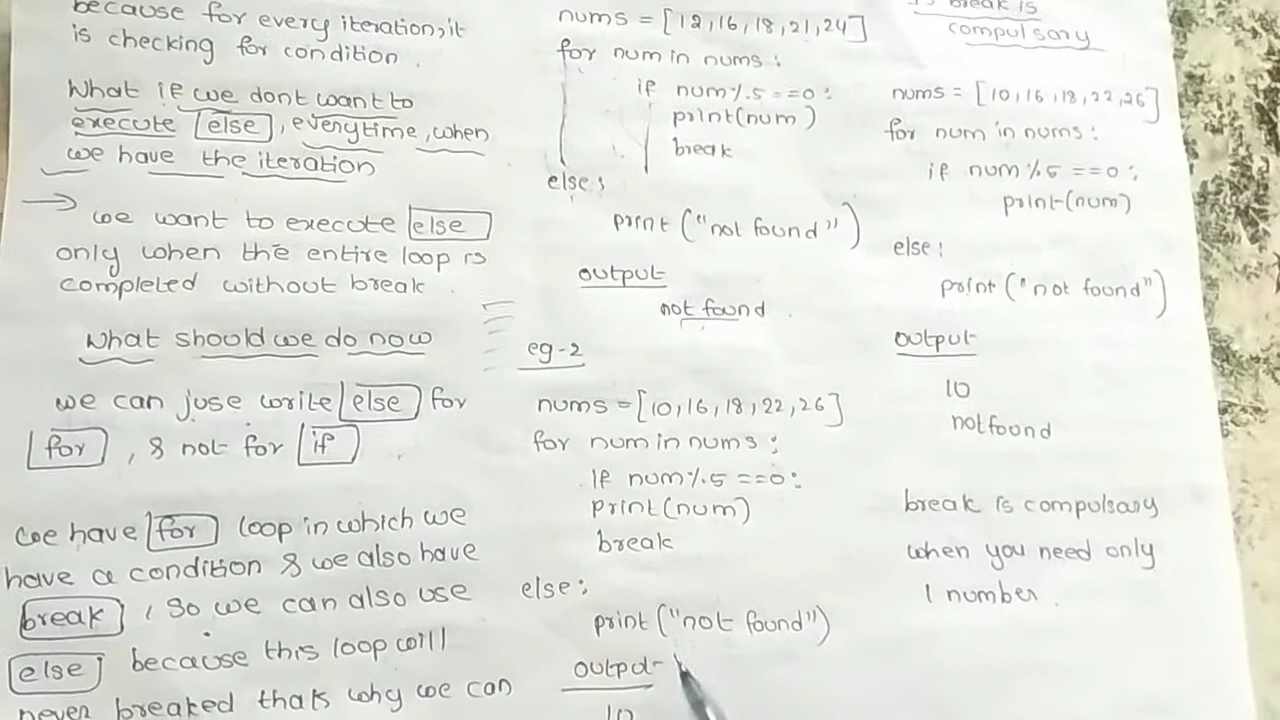 because for every iteration, it
is checking for condition.
What if we dont want to
execute else, everytime, when
we have the iteration
→ we want to execute else
only when the entire loop is
completed without break.
What should we do now
we can juse write else for
for, & not for if.
we have for loop in which we
have a condition & we also have
break, so we can also use
else because this loop will
never breaked thats why we can
nums = [12,16,18,21,24]
for num in nums:
if num%5==0:
print(num)
break
else:
print("not found")
output
not found.
eg-2
nums=[10,16,18,22,26]
for num in nums:
If num%5==0:
print(num)
break
else:
print("not found")
output
10
break is
compulsary
nums = [10,16,18,22,26]
for num in nums:
if num%5==0:
print(num)
else:
print("not found")
output
10
notfound
break is compulsary
when you need only
1 number.